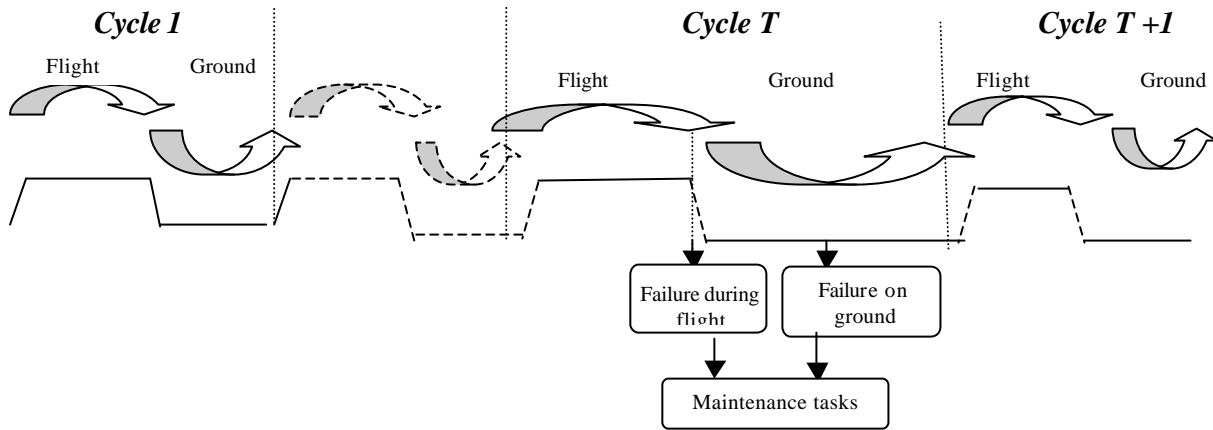 Cycle 1
Cycle T
Cycle T +1
Flight
Ground
Flight
Ground
Flight
Ground
Failure during
flight
Failure on
ground
Maintenance tasks